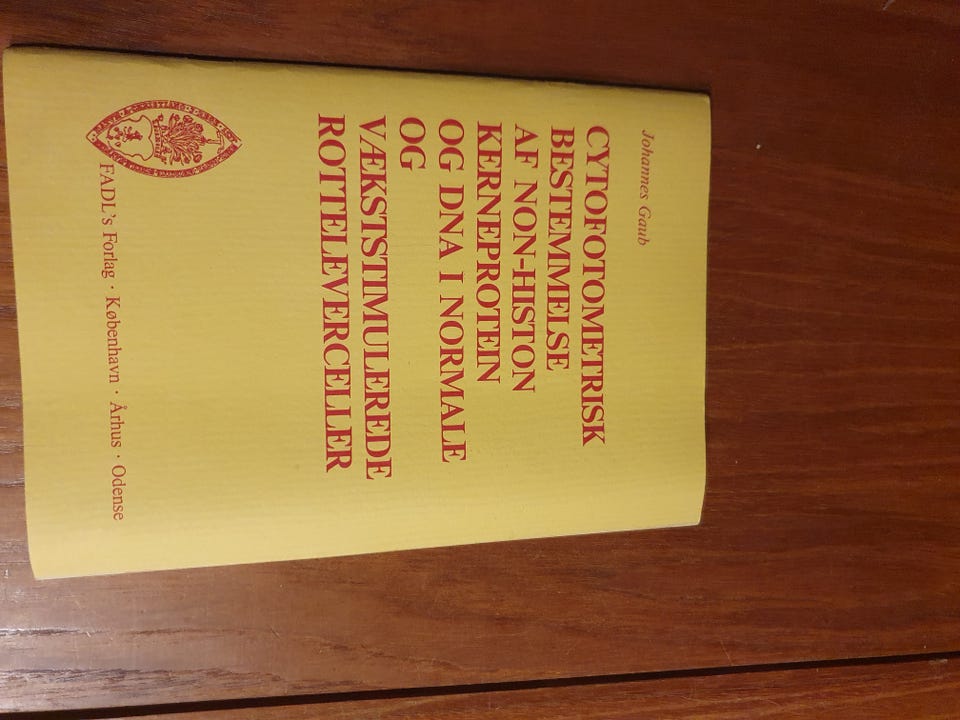 Johannes Gaub
CYTOFOTOMETRISK
BESTEMMELSE
AF NON-HISTON
KERNEPROTEIN
OG DNA I NORMALE
OG
VÆKSTSTIMULEREDE
ROTTELEVERCELLER
FADL's Forlag · København · Århus · Odense